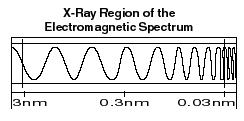 X-Ray Region of the
Electromagnetic Spectrum
3nm 0.3nm 0.03nm